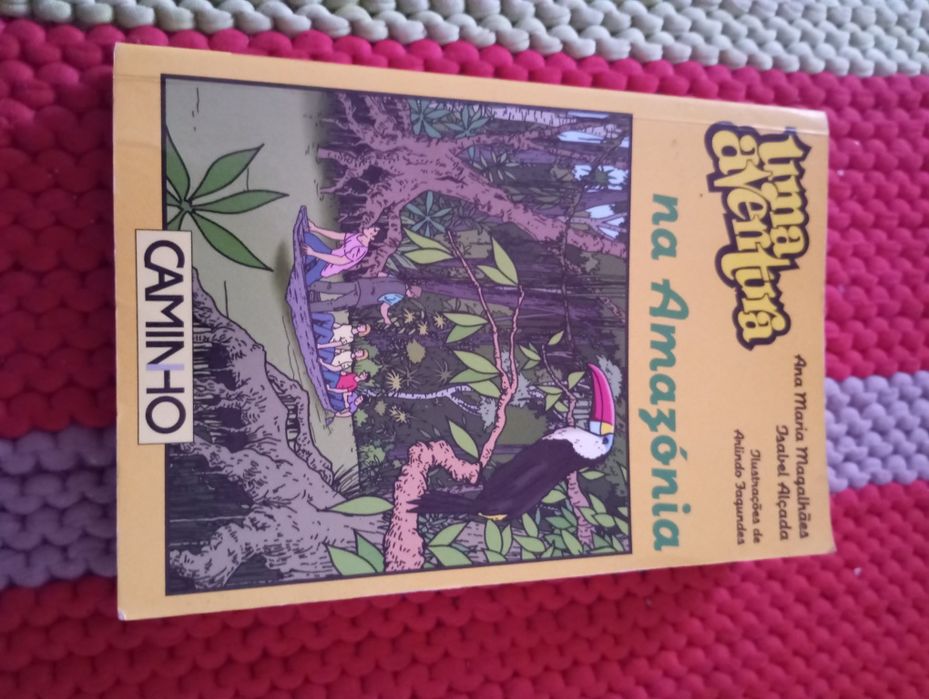 uma
aventura
Ana Maria Magalhães
Isabel Alçada
Ilustrações de
Arlindo Fagundes
na Amazónia
CAMINHO